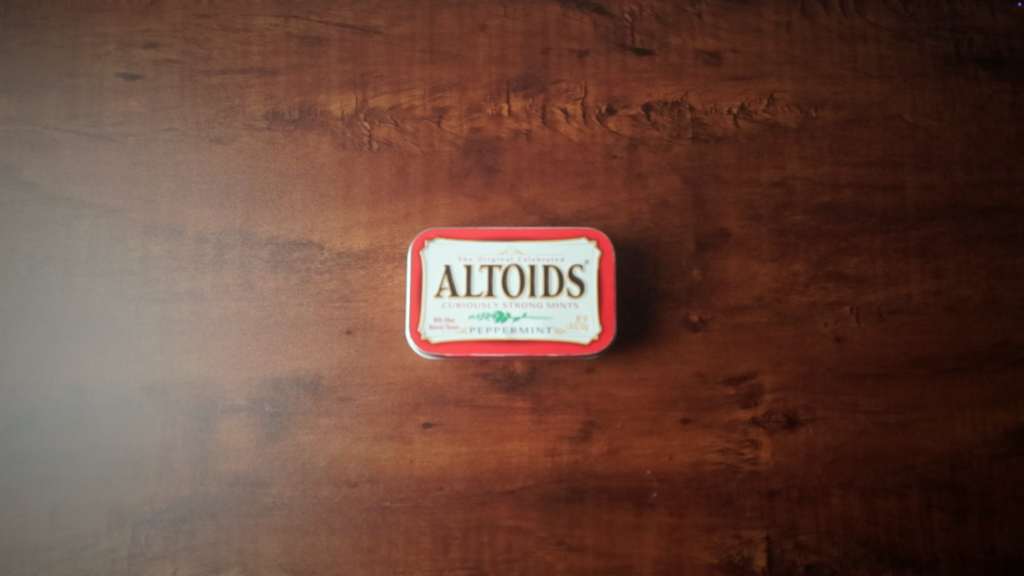 The Original Celebrated
ALTOIDS®
CURIOUSLY STRONG MINTS
PEPPERMINT